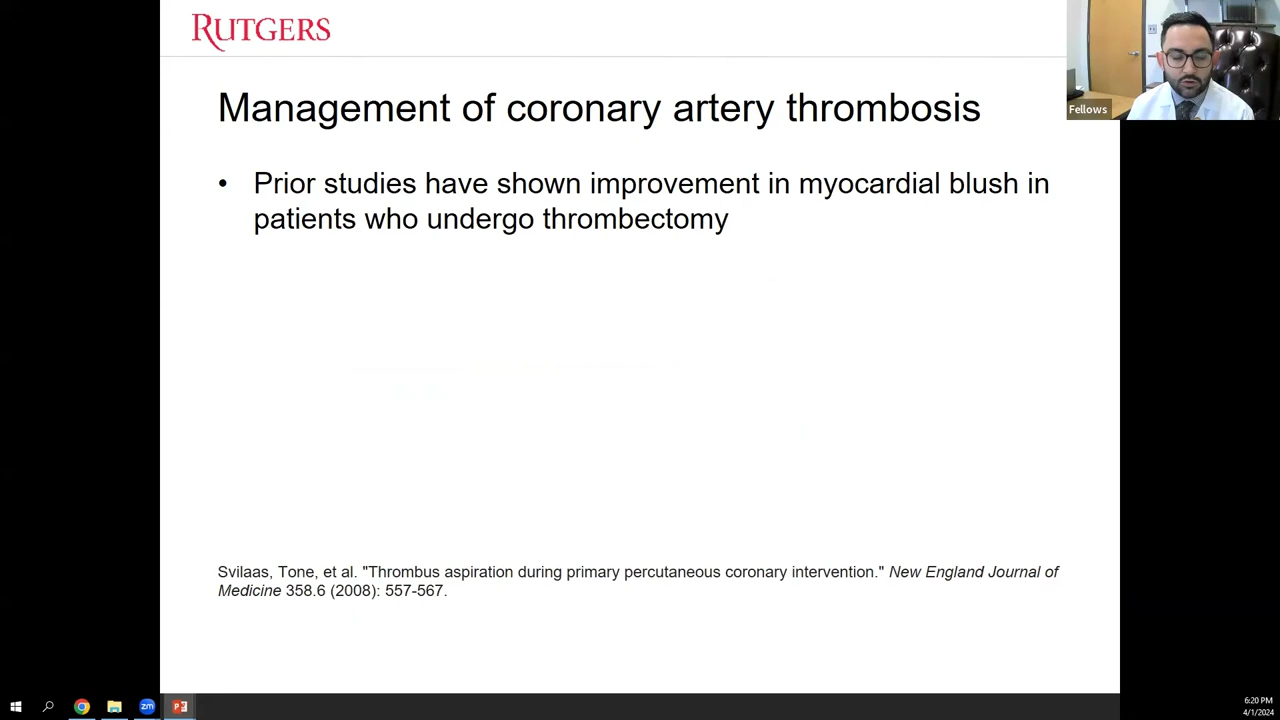 RUTGERS
Fellows
Management of coronary artery thrombosis
• Prior studies have shown improvement in myocardial blush in
patients who undergo thrombectomy
Svilaas, Tone, et al. "Thrombus aspiration during primary percutaneous coronary intervention." New England Journal of
Medicine 358.6 (2008): 557-567.
zm
P
6:20 PM
4/1/2024